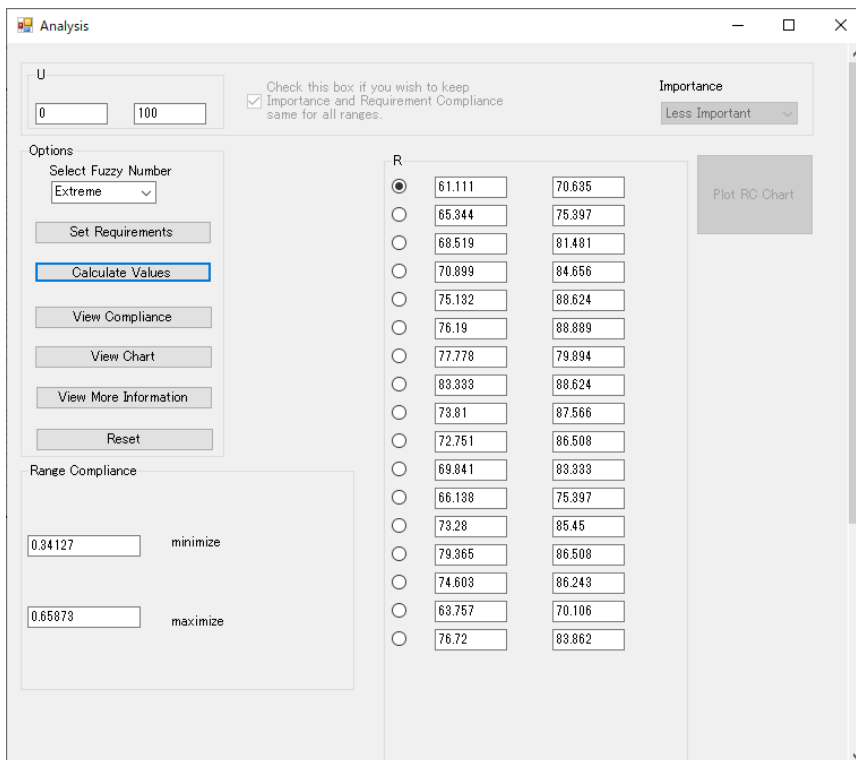 Analysis
U
0 100
Check this box if you wish to keep
Importance and Requirement Compliance
same for all ranges.
Importance
Less Important
Options
Select Fuzzy Number
Extreme
Set Requirements
Calculate Values
View Compliance
View Chart
View More Information
Reset
Range Compliance
0.34127 minimize
0.65873 maximize
R
61.111 70.635
65.344 75.397
68.519 81.481
70.899 84.656
75.132 88.624
76.19 88.889
77.778 79.894
83.333 88.624
73.81 87.566
72.751 86.508
69.841 83.333
66.138 75.397
73.28 85.45
79.365 86.508
74.603 86.243
63.757 70.106
76.72 83.862
Plot RC Chart